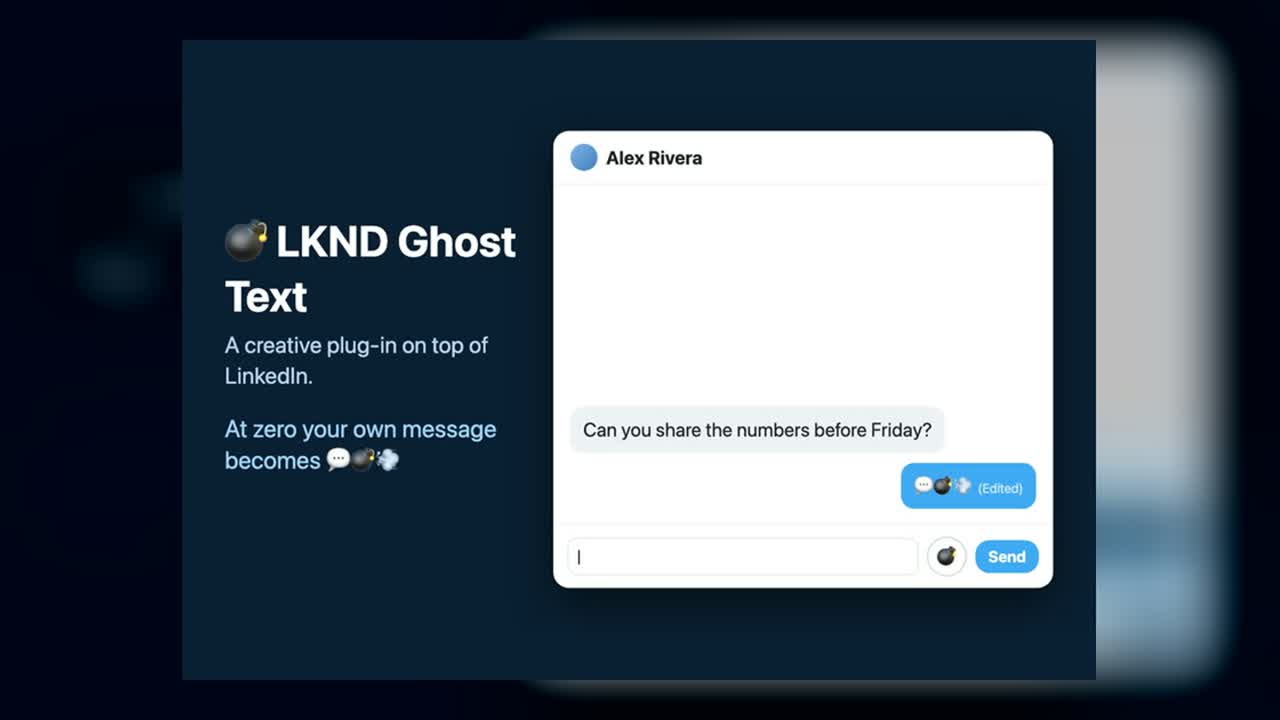 💣 LKND Ghost
Text
A creative plug-in on top of
LinkedIn.
At zero your own message
becomes 💬💣💨
Alex Rivera
Can you share the numbers before Friday?
💬💣💨 (Edited)
Send